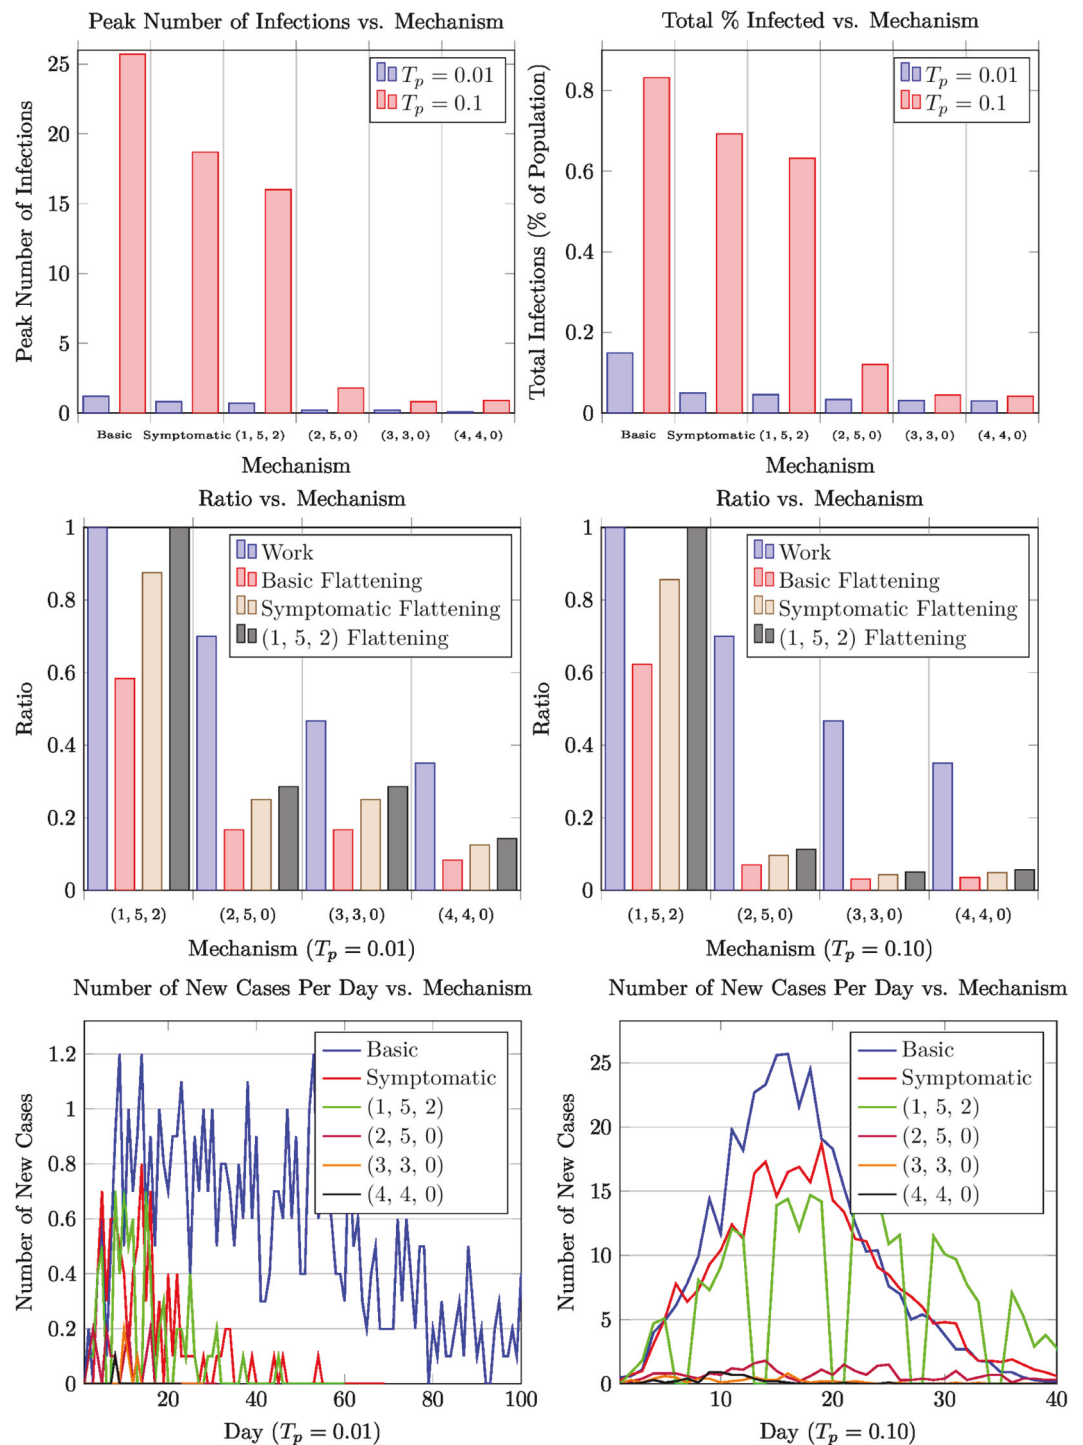 Peak Number of Infections vs. Mechanism
Peak Number of Infections
25
20
15
10
5
0
T_p = 0.01
T_p = 0.1
Basic Symptomatic (1, 5, 2) (2, 5, 0) (3, 3, 0) (4, 4, 0)
Mechanism
Total % Infected vs. Mechanism
Total Infections (% of Population)
0.8
0.6
0.4
0.2
0
T_p = 0.01
T_p = 0.1
Basic Symptomatic (1, 5, 2) (2, 5, 0) (3, 3, 0) (4, 4, 0)
Mechanism
Ratio vs. Mechanism
Ratio
1
0.8
0.6
0.4
0.2
0
Work
Basic Flattening
Symptomatic Flattening
(1, 5, 2) Flattening
(1, 5, 2) (2, 5, 0) (3, 3, 0) (4, 4, 0)
Mechanism (T_p = 0.01)
Ratio vs. Mechanism
Ratio
1
0.8
0.6
0.4
0.2
0
Work
Basic Flattening
Symptomatic Flattening
(1, 5, 2) Flattening
(1, 5, 2) (2, 5, 0) (3, 3, 0) (4, 4, 0)
Mechanism (T_p = 0.10)
Number of New Cases Per Day vs. Mechanism
Number of New Cases
1.2
1
0.8
0.6
0.4
0.2
0
Basic
Symptomatic
(1, 5, 2)
(2, 5, 0)
(3, 3, 0)
(4, 4, 0)
20 40 60 80 100
Day (T_p = 0.01)
Number of New Cases Per Day vs. Mechanism
Number of New Cases
25
20
15
10
5
0
Basic
Symptomatic
(1, 5, 2)
(2, 5, 0)
(3, 3, 0)
(4, 4, 0)
10 20 30 40
Day (T_p = 0.10)